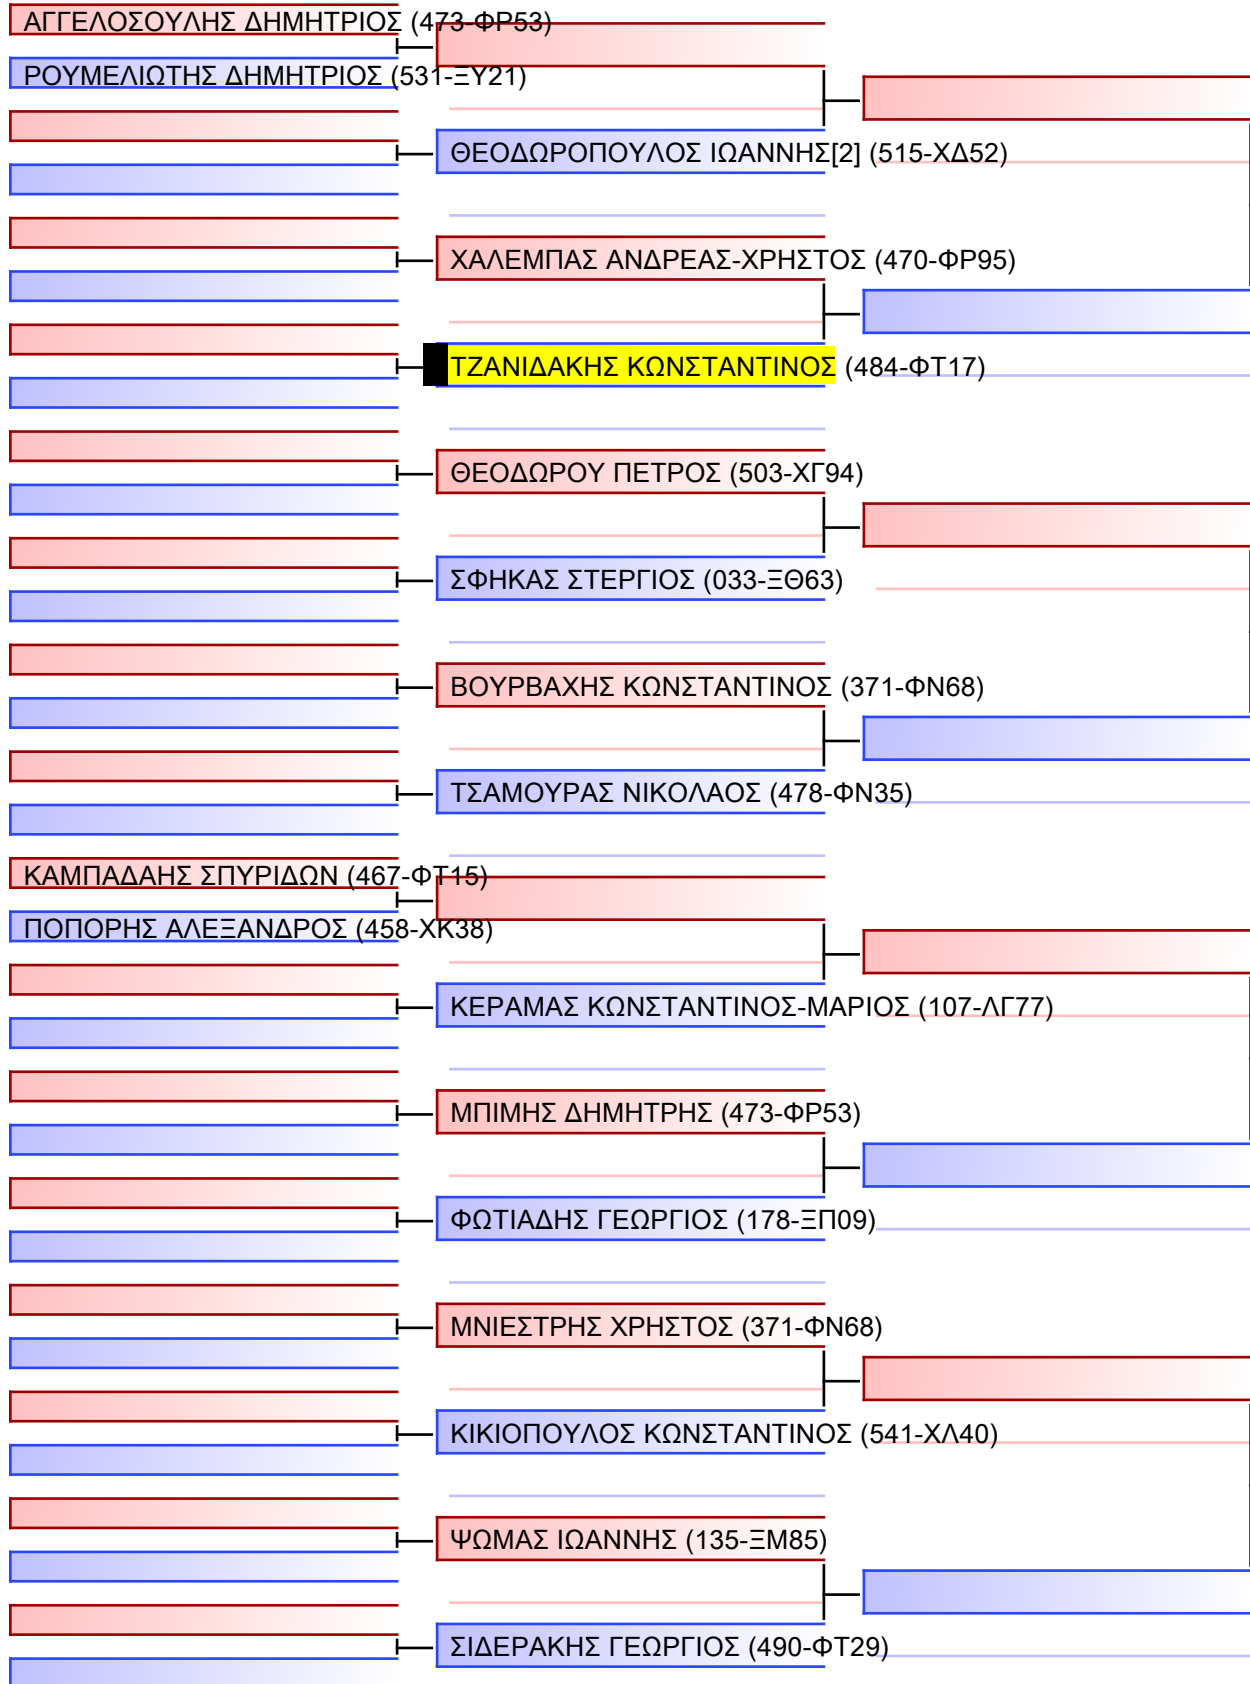 ΑΓΓΕΛΟΣΟΥΛΗΣ ΔΗΜΗΤΡΙΟΣ (473-ΦΡ53)
ΡΟΥΜΕΛΙΩΤΗΣ ΔΗΜΗΤΡΙΟΣ (531-ΞΥ21)
ΘΕΟΔΩΡΟΠΟΥΛΟΣ ΙΩΑΝΝΗΣ[2] (515-ΧΔ52)
ΧΑΛΕΜΠΑΣ ΑΝΔΡΕΑΣ-ΧΡΗΣΤΟΣ (470-ΦΡ95)
ΤΖΑΝΙΔΑΚΗΣ ΚΩΝΣΤΑΝΤΙΝΟΣ (484-ΦΤ17)
ΘΕΟΔΩΡΟΥ ΠΕΤΡΟΣ (503-ΧΓ94)
ΣΦΗΚΑΣ ΣΤΕΡΓΙΟΣ (033-ΞΘ63)
ΒΟΥΡΒΑΧΗΣ ΚΩΝΣΤΑΝΤΙΝΟΣ (371-ΦΝ68)
ΤΣΑΜΟΥΡΑΣ ΝΙΚΟΛΑΟΣ (478-ΦΝ35)
ΚΑΜΠΑΔΑΗΣ ΣΠΥΡΙΔΩΝ (467-ΦΤ15)
ΠΟΠΟΡΗΣ ΑΛΕΞΑΝΔΡΟΣ (458-ΧΚ38)
ΚΕΡΑΜΑΣ ΚΩΝΣΤΑΝΤΙΝΟΣ-ΜΑΡΙΟΣ (107-ΛΓ77)
ΜΠΙΜΗΣ ΔΗΜΗΤΡΗΣ (473-ΦΡ53)
ΦΩΤΙΑΔΗΣ ΓΕΩΡΓΙΟΣ (178-ΞΠ09)
ΜΝΙΕΣΤΡΗΣ ΧΡΗΣΤΟΣ (371-ΦΝ68)
ΚΙΚΙΟΠΟΥΛΟΣ ΚΩΝΣΤΑΝΤΙΝΟΣ (541-ΧΛ40)
ΨΩΜΑΣ ΙΩΑΝΝΗΣ (135-ΞΜ85)
ΣΙΔΕΡΑΚΗΣ ΓΕΩΡΓΙΟΣ (490-ΦΤ29)